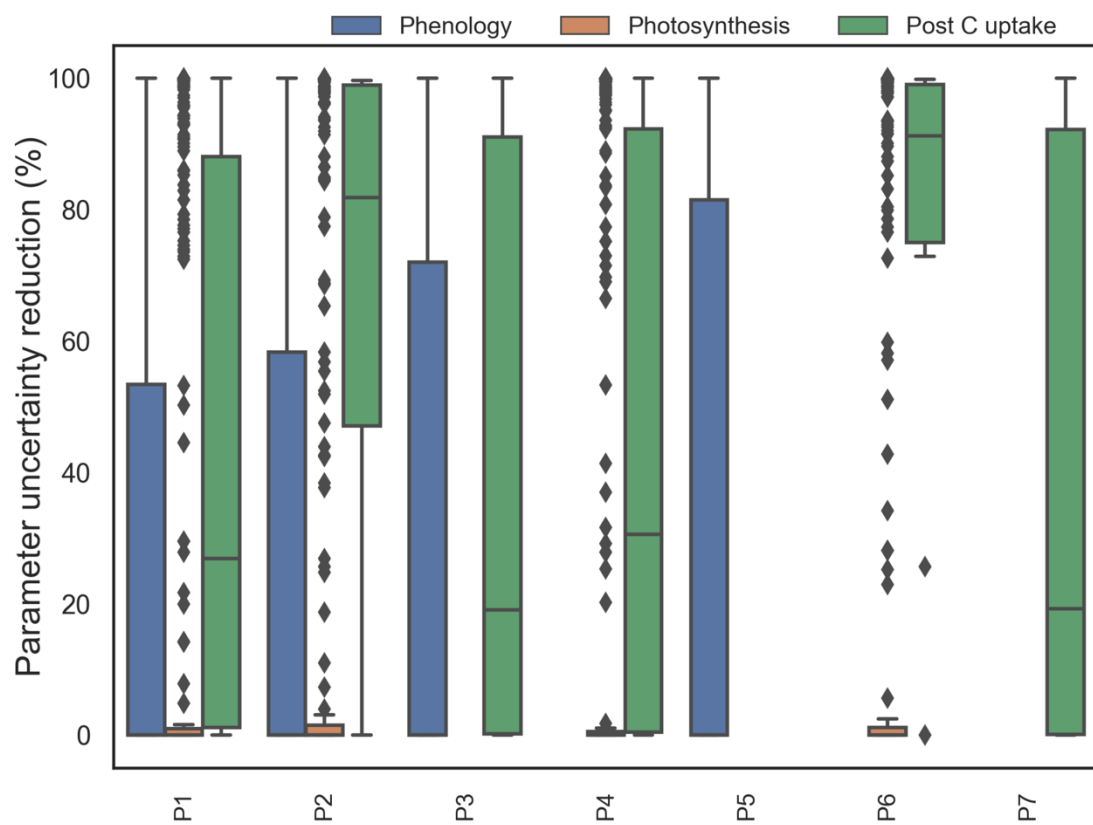 Phenology Photosynthesis Post C uptake
Parameter uncertainty reduction (%)
100
80
60
40
20
0
P1 P2 P3 P4 P5 P6 P7